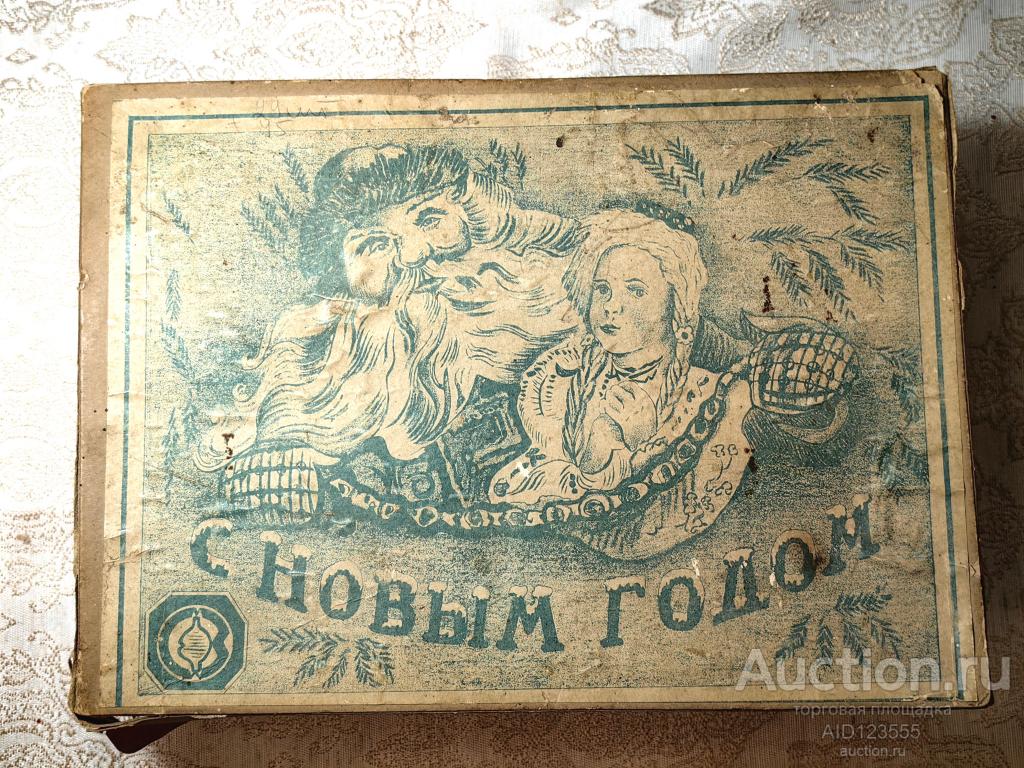 С НОВЫМ ГОДОМ
Auction.ru
торговая площадка
AID123555
auction.ru